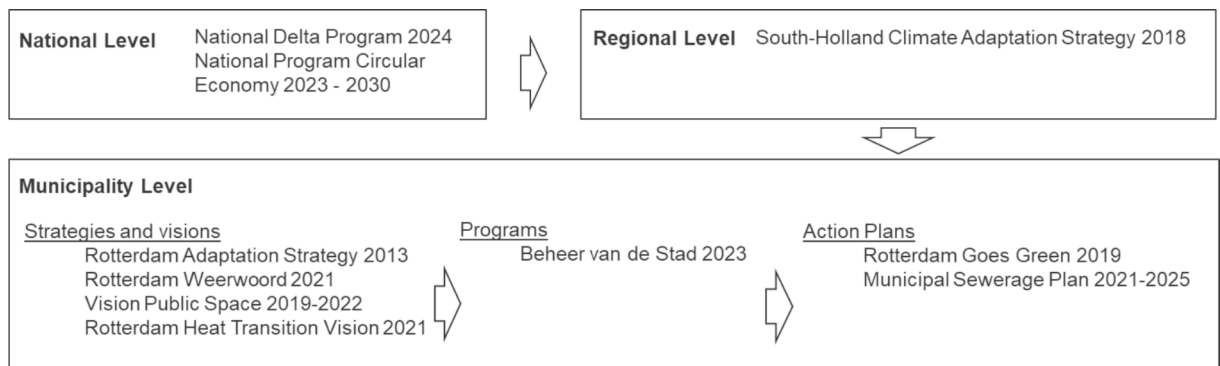 National Level
National Delta Program 2024
National Program Circular
Economy 2023 - 2030
Regional Level
South-Holland Climate Adaptation Strategy 2018
Municipality Level
Strategies and visions
Rotterdam Adaptation Strategy 2013
Rotterdam Weerwoord 2021
Vision Public Space 2019-2022
Rotterdam Heat Transition Vision 2021
Programs
Beheer van de Stad 2023
Action Plans
Rotterdam Goes Green 2019
Municipal Sewerage Plan 2021-2025